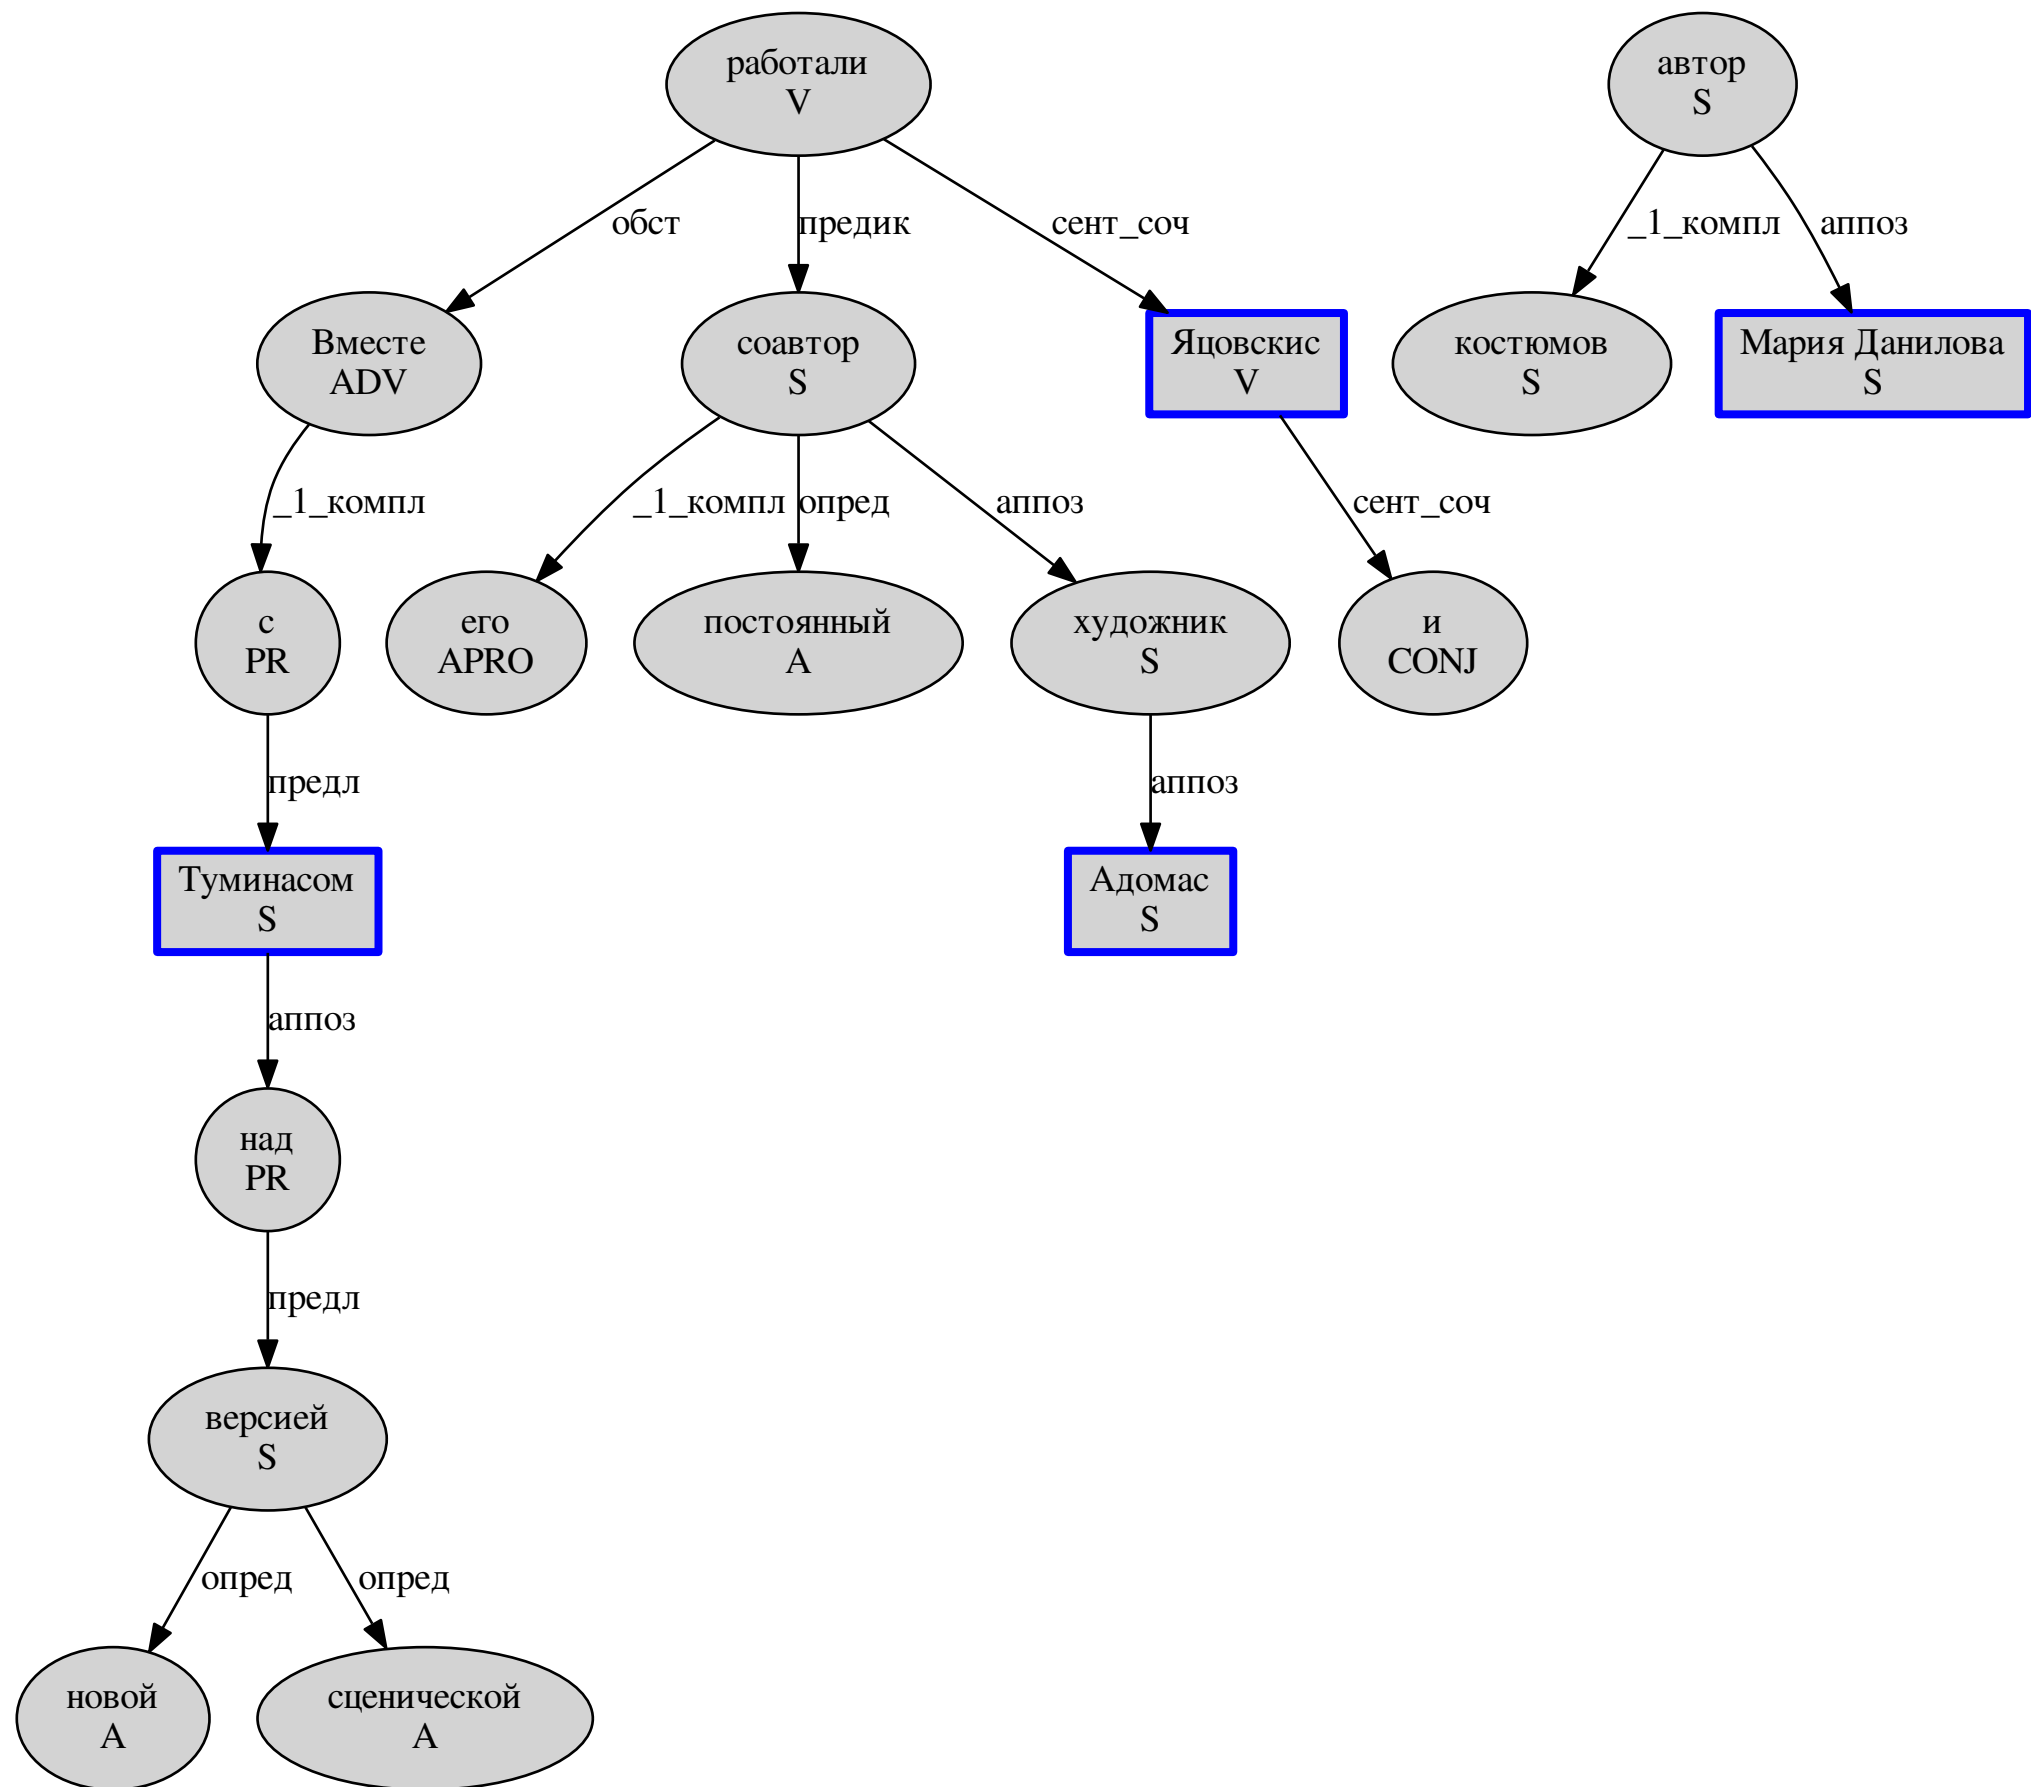 работали
V
автор
S
обст
предик
сент_соч
_1_компл
аппоз
Вместе
ADV
соавтор
S
Яцовскис
V
костюмов
S
Мария Данилова
S
_1_компл
_1_компл
опред
аппоз
сент_соч
с
PR
его
APRO
постоянный
A
художник
S
и
CONJ
предл
аппоз
Туминасом
S
Адомас
S
аппоз
над
PR
предл
версией
S
опред
опред
новой
A
сценической
A